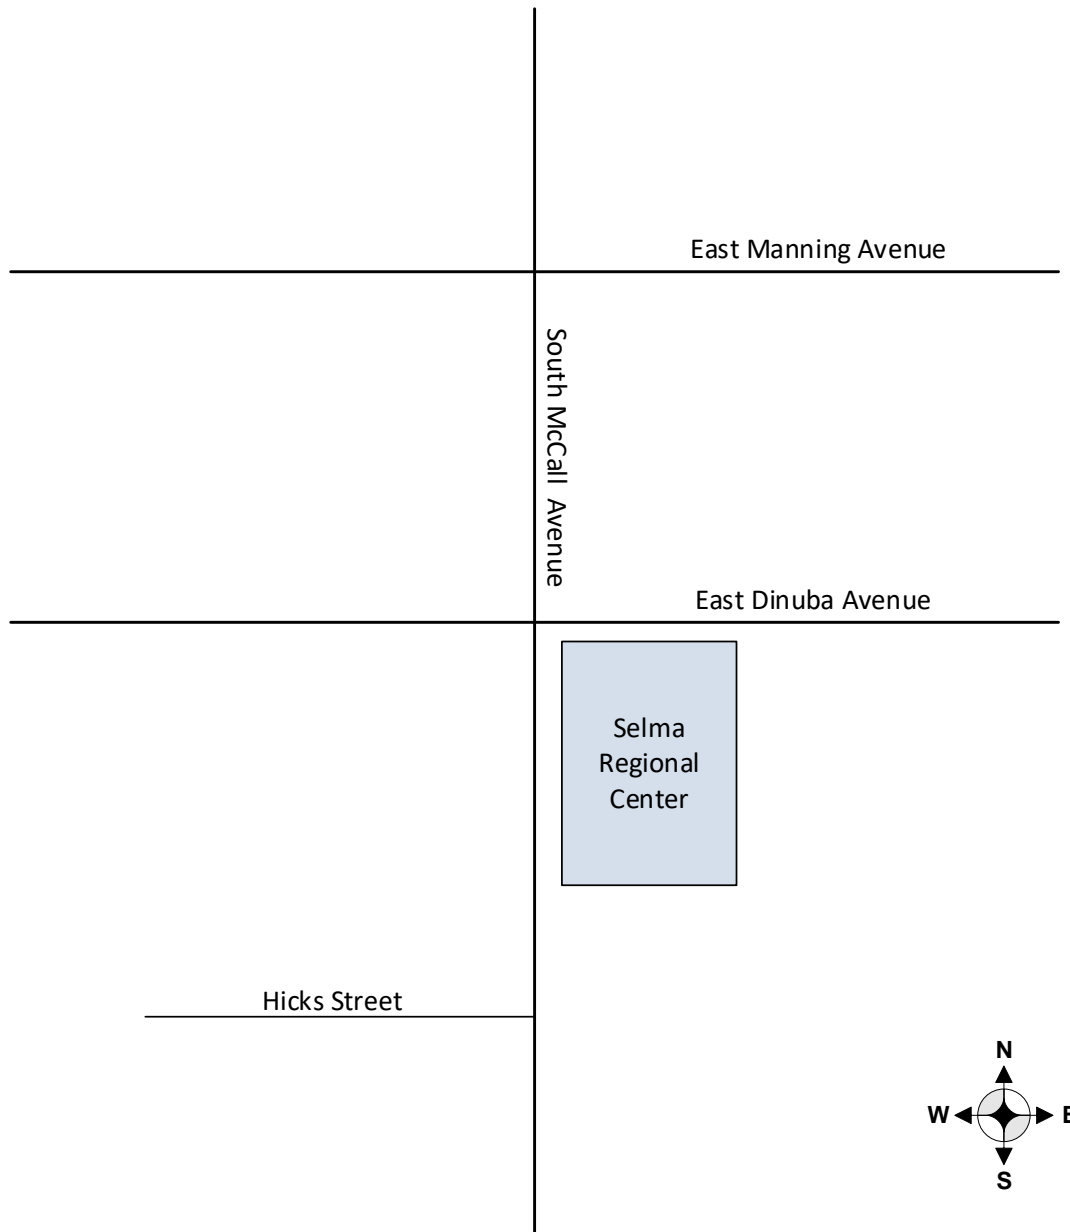 East Manning Avenue
South McCall Avenue
East Dinuba Avenue
Selma
Regional
Center
Hicks Street
N
W
E
S